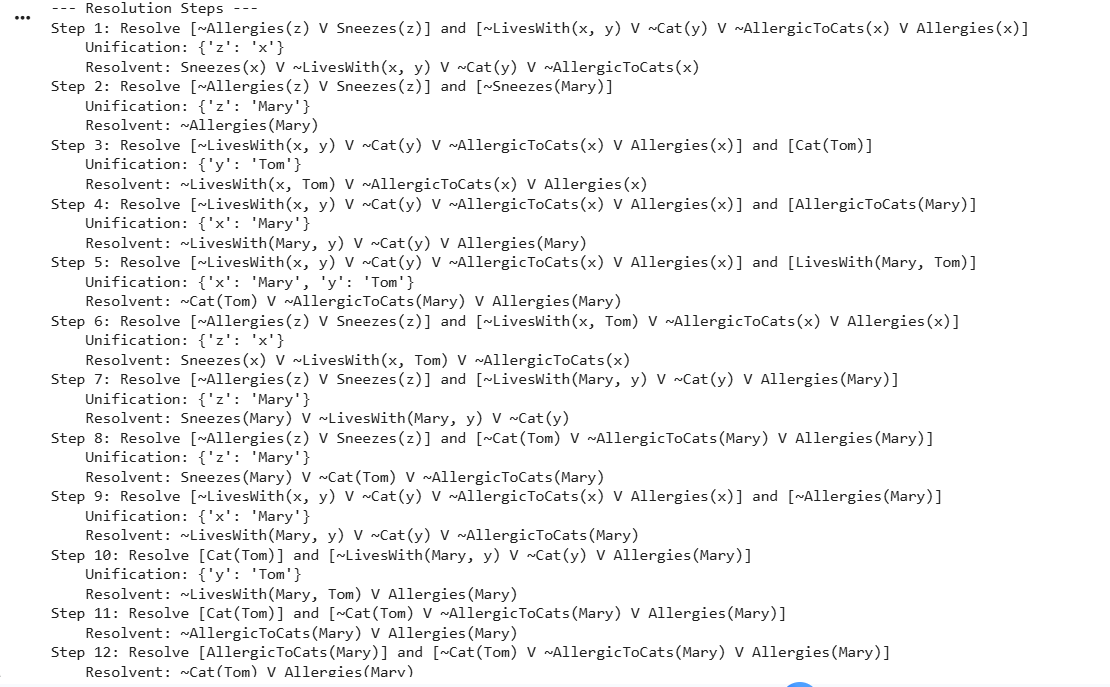 --- Resolution Steps ---
Step 1: Resolve [~Allergies(z) V Sneezes(z)] and [~LivesWith(x, y) V ~Cat(y) V ~AllergicToCats(x) V Allergies(x)]
Unification: {'z': 'x'}
Resolvent: Sneezes(x) V ~LivesWith(x, y) V ~Cat(y) V ~AllergicToCats(x)
Step 2: Resolve [~Allergies(z) V Sneezes(z)] and [~Sneezes(Mary)]
Unification: {'z': 'Mary'}
Resolvent: ~Allergies(Mary)
Step 3: Resolve [~LivesWith(x, y) V ~Cat(y) V ~AllergicToCats(x) V Allergies(x)] and [Cat(Tom)]
Unification: {'y': 'Tom'}
Resolvent: ~LivesWith(x, Tom) V ~AllergicToCats(x) V Allergies(x)
Step 4: Resolve [~LivesWith(x, y) V ~Cat(y) V ~AllergicToCats(x) V Allergies(x)] and [AllergicToCats(Mary)]
Unification: {'x': 'Mary'}
Resolvent: ~LivesWith(Mary, y) V ~Cat(y) V Allergies(Mary)
Step 5: Resolve [~LivesWith(x, y) V ~Cat(y) V ~AllergicToCats(x) V Allergies(x)] and [LivesWith(Mary, Tom)]
Unification: {'x': 'Mary', 'y': 'Tom'}
Resolvent: ~Cat(Tom) V ~AllergicToCats(Mary) V Allergies(Mary)
Step 6: Resolve [~Allergies(z) V Sneezes(z)] and [~LivesWith(x, Tom) V ~AllergicToCats(x) V Allergies(x)]
Unification: {'z': 'x'}
Resolvent: Sneezes(x) V ~LivesWith(x, Tom) V ~AllergicToCats(x)
Step 7: Resolve [~Allergies(z) V Sneezes(z)] and [~LivesWith(Mary, y) V ~Cat(y) V Allergies(Mary)]
Unification: {'z': 'Mary'}
Resolvent: Sneezes(Mary) V ~LivesWith(Mary, y) V ~Cat(y)
Step 8: Resolve [~Allergies(z) V Sneezes(z)] and [~Cat(Tom) V ~AllergicToCats(Mary) V Allergies(Mary)]
Unification: {'z': 'Mary'}
Resolvent: Sneezes(Mary) V ~Cat(Tom) V ~AllergicToCats(Mary)
Step 9: Resolve [~LivesWith(x, y) V ~Cat(y) V ~AllergicToCats(x) V Allergies(x)] and [~Allergies(Mary)]
Unification: {'x': 'Mary'}
Resolvent: ~LivesWith(Mary, y) V ~Cat(y) V ~AllergicToCats(Mary)
Step 10: Resolve [Cat(Tom)] and [~LivesWith(Mary, y) V ~Cat(y) V Allergies(Mary)]
Unification: {'y': 'Tom'}
Resolvent: ~LivesWith(Mary, Tom) V Allergies(Mary)
Step 11: Resolve [Cat(Tom)] and [~Cat(Tom) V ~AllergicToCats(Mary) V Allergies(Mary)]
Resolvent: ~AllergicToCats(Mary) V Allergies(Mary)
Step 12: Resolve [AllergicToCats(Mary)] and [~Cat(Tom) V ~AllergicToCats(Mary) V Allergies(Mary)]
Resolvent: ~Cat(Tom) V Allergies(Mary)